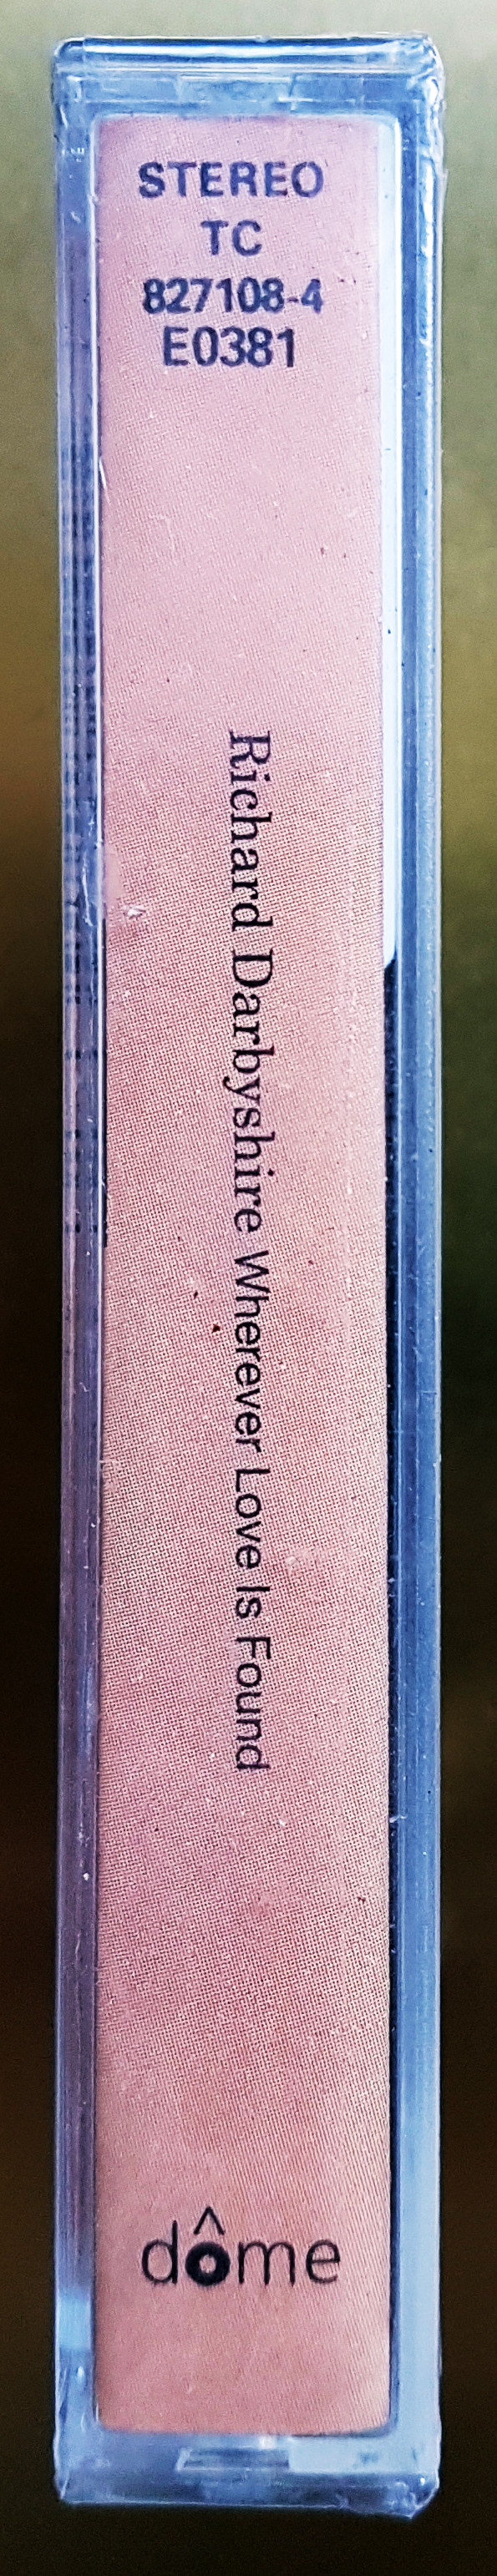 STEREO
TC
827108-4
E0381
Richard Darbyshire Wherever Love Is Found
dôme